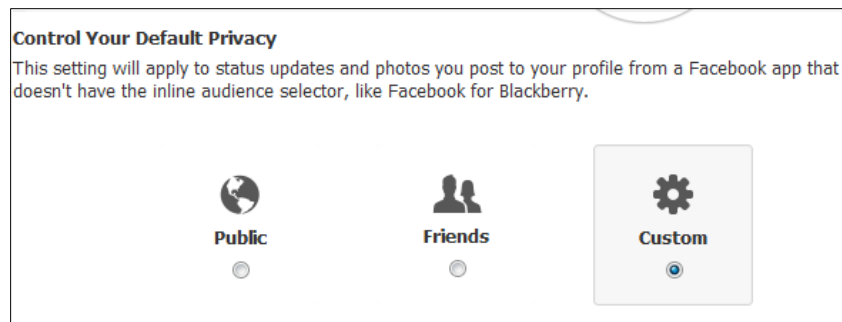 Control Your Default Privacy
This setting will apply to status updates and photos you post to your profile from a Facebook app that
doesn't have the inline audience selector, like Facebook for Blackberry.
Public Friends Custom